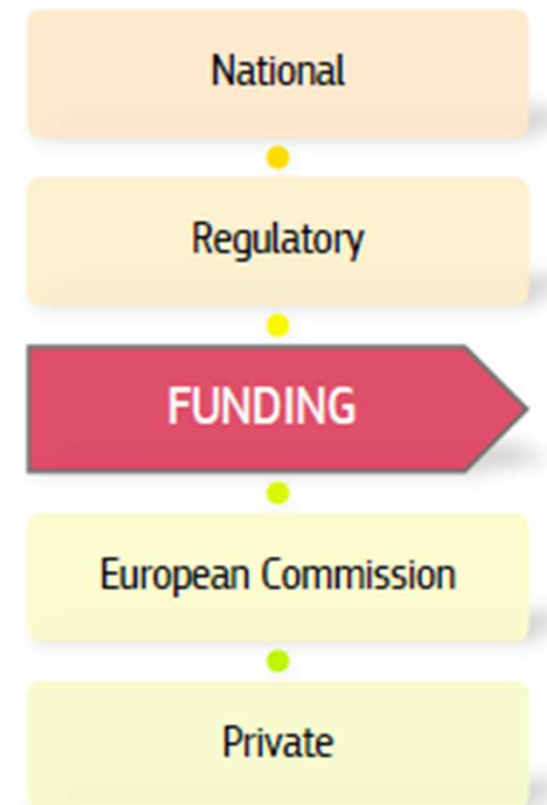 National
Regulatory
FUNDING
European Commission
Private